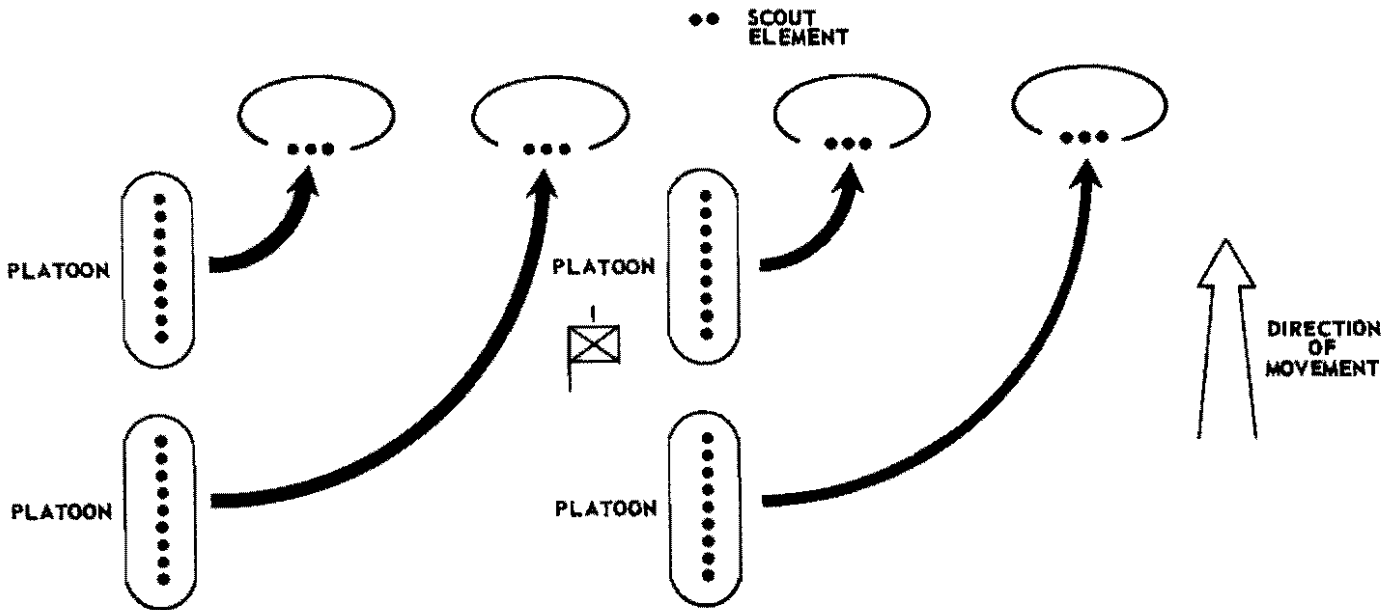 SCOUT
ELEMENT
PLATOON
PLATOON
DIRECTION
OF
MOVEMENT
PLATOON
PLATOON